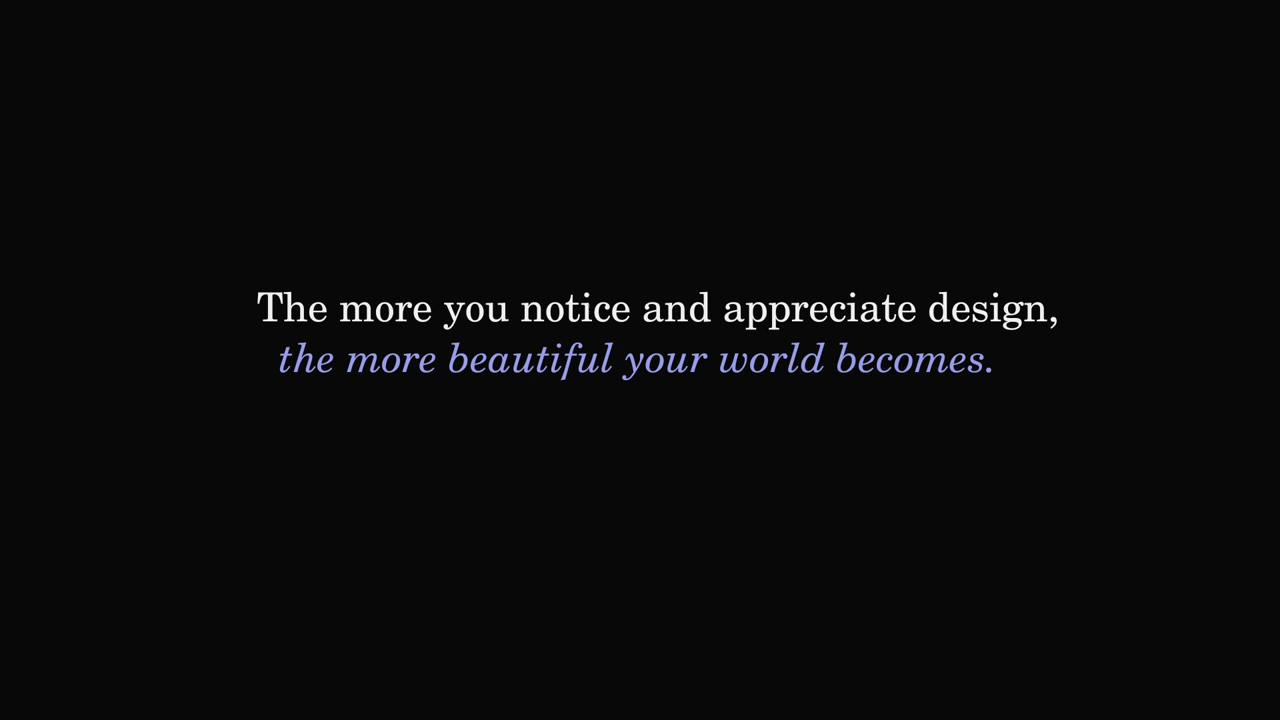 The more you notice and appreciate design,
the more beautiful your world becomes.